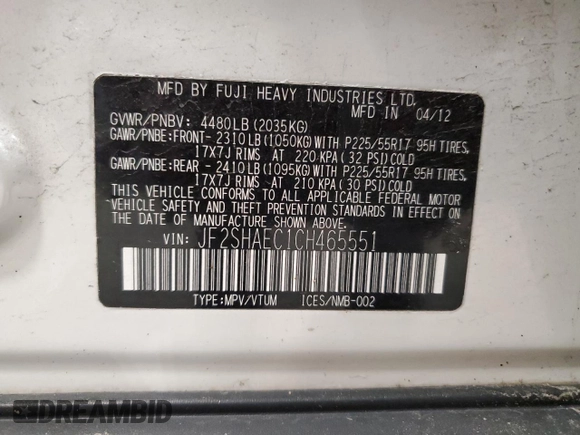 MFD BY FUJI HEAVY INDUSTRIES LTD.
MFD IN 04/12
GVWR/PNBV: 4480LB (2035KG)
GAWR/PNBE:FRONT- 2310LB(1050KG) WITH P225/55R17 95H TIRES,
17X7J RIMS AT 220 KPA ( 32 PSI) COLD
GAWR/PNBE:REAR - 2410LB(1095KG) WITH P225/55R17 95H TIRES,
17X7J RIMS AT 210 KPA( 30 PSI) COLD
THIS VEHICLE CONFORMS TO ALL APPLICABLE FEDERAL MOTOR
VEHICLE SAFETY AND BUMPER STANDARDS IN EFFECT ON THE
DATE OF MANUFACTURE SHOWN ABOVE.
VIN: JF2SHAEC1CH465551
TYPE:MPV/VTUM ICES/NMB-002
DREAMBID